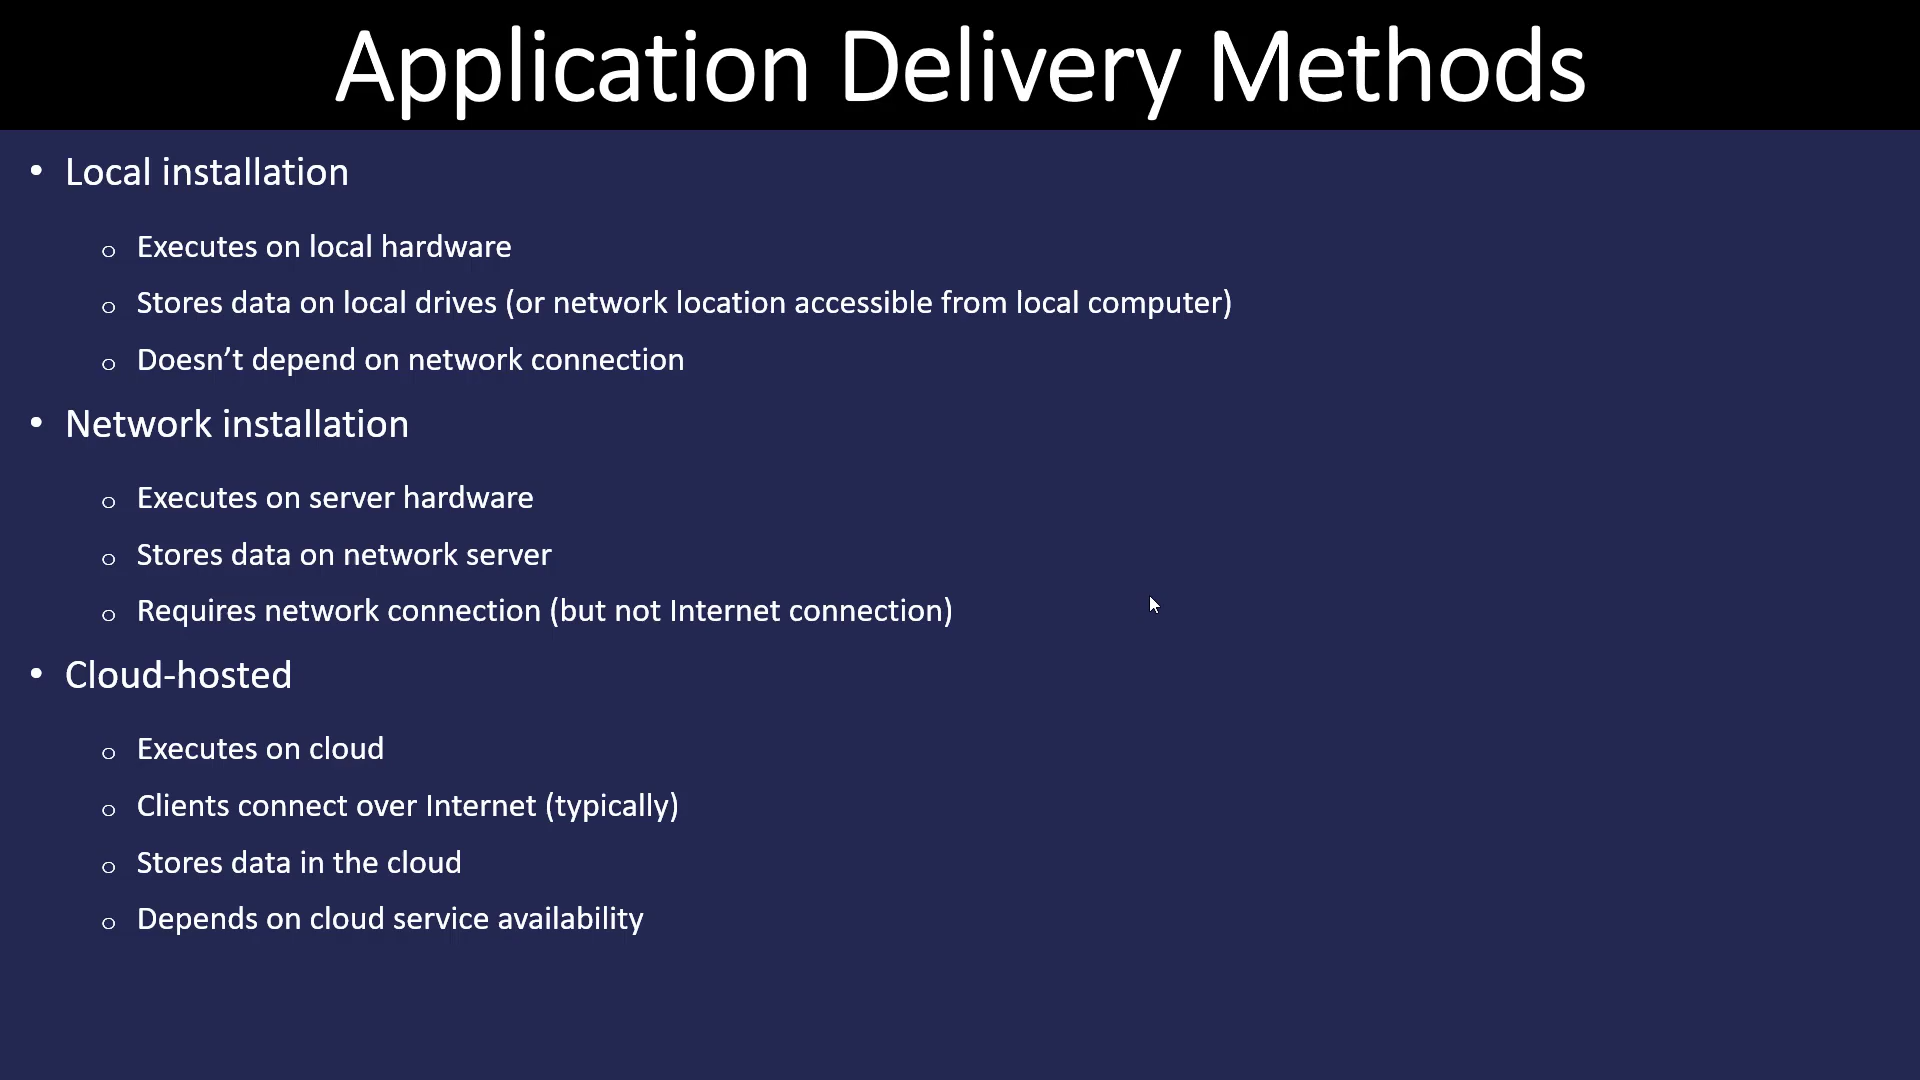 Application Delivery Methods
• Local installation
o Executes on local hardware
o Stores data on local drives (or network location accessible from local computer)
o Doesn’t depend on network connection
• Network installation
o Executes on server hardware
o Stores data on network server
o Requires network connection (but not Internet connection)
• Cloud-hosted
o Executes on cloud
o Clients connect over Internet (typically)
o Stores data in the cloud
o Depends on cloud service availability